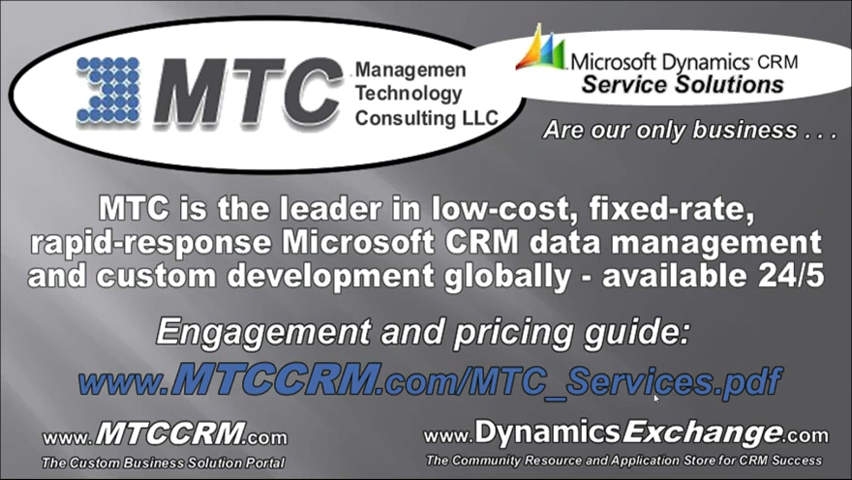 MTC
Managemen
Technology
Consulting LLC
Microsoft Dynamics CRM
Service Solutions
Are our only business . . .
MTC is the leader in low-cost, fixed-rate,
rapid-response Microsoft CRM data management
and custom development globally - available 24/5
Engagement and pricing guide:
www.MTCCRM.com/MTC_Services.pdf
www.MTCCRM.com
The Custom Business Solution Portal
www.DynamicsExchange.com
The Community Resource and Application Store for CRM Success